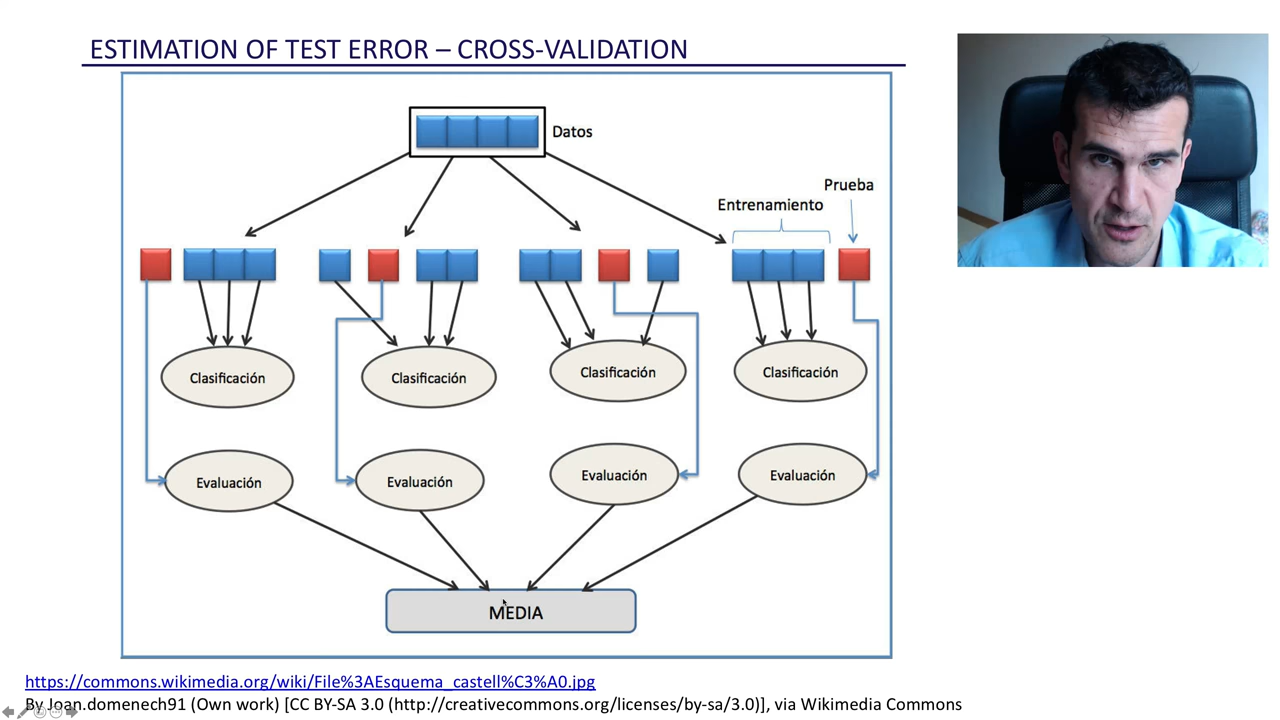 ESTIMATION OF TEST ERROR – CROSS-VALIDATION
Datos
Prueba
Entrenamiento
Clasificación
Clasificación
Clasificación
Clasificación
Evaluación
Evaluación
Evaluación
Evaluación
MEDIA
https://commons.wikimedia.org/wiki/File%3AEsquema_castell%C3%A0.jpg
By Joan.domenech91 (Own work) [CC BY-SA 3.0 (http://creativecommons.org/licenses/by-sa/3.0)], via Wikimedia Commons